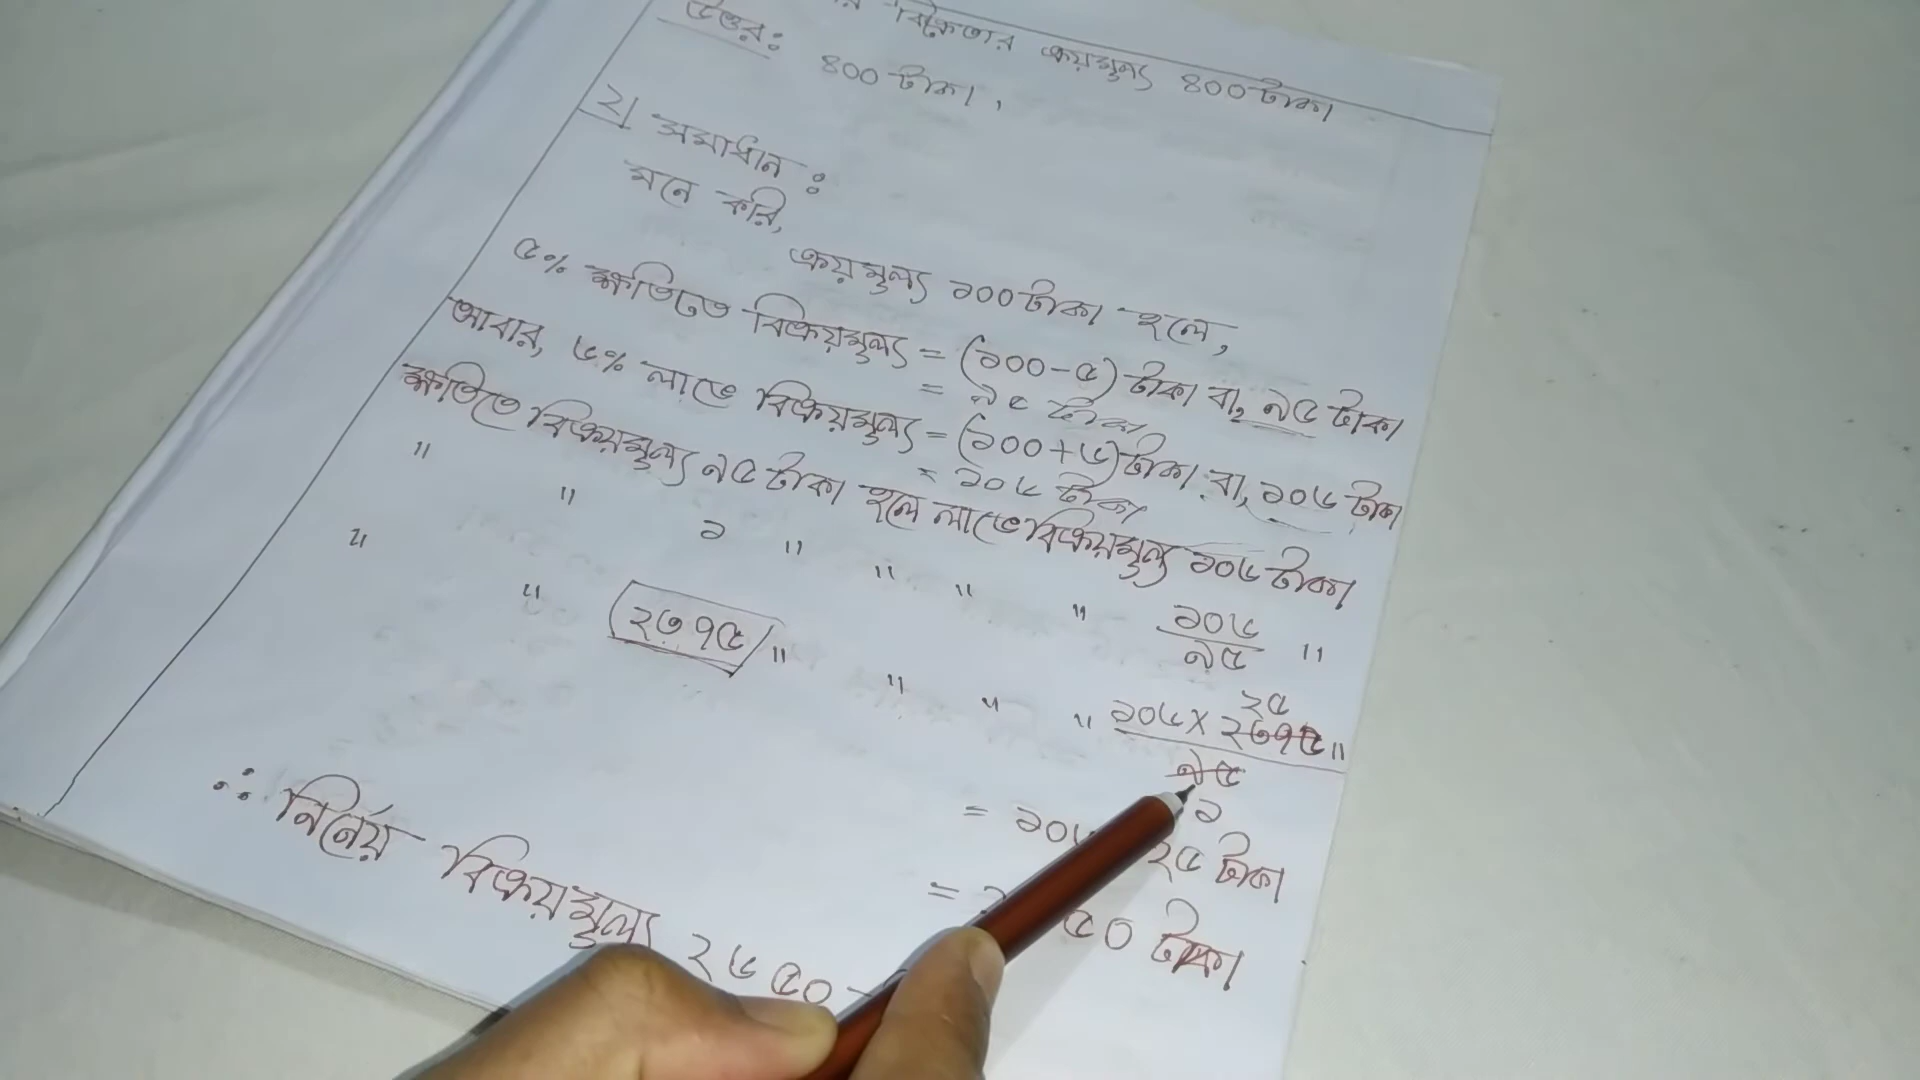 বিক্রেতার ক্রয়মূল্য ৪০০ টাকা
উত্তর: ৪০০ টাকা।
২। সমাধান :
মনে করি,
ক্রয়মূল্য ১০০ টাকা হলে,
৫% ক্ষতিতে বিক্রয়মূল্য = (১০০-৫) টাকা বা, ৯৫ টাকা
= ৯৫ টাকা
আবার, ৬% লাভে বিক্রয়মূল্য = (১০০+৬) টাকা বা, ১০৬ টাকা
= ১০৬ টাকা
ক্ষতিতে বিক্রয়মূল্য ৯৫ টাকা হলে লাভে বিক্রয়মূল্য ১০৬ টাকা
" " ১ " " " " ১০৬/৯৫ "
" " ২৩৭৫ " " " " ১০৬ × ২৩৭৫/৯৫ "
২৫
১
= ১০৬ ২৫ টাকা
= ২ ৫০ টাকা
∴ নির্নেয় বিক্রয়মূল্য ২৬৫০